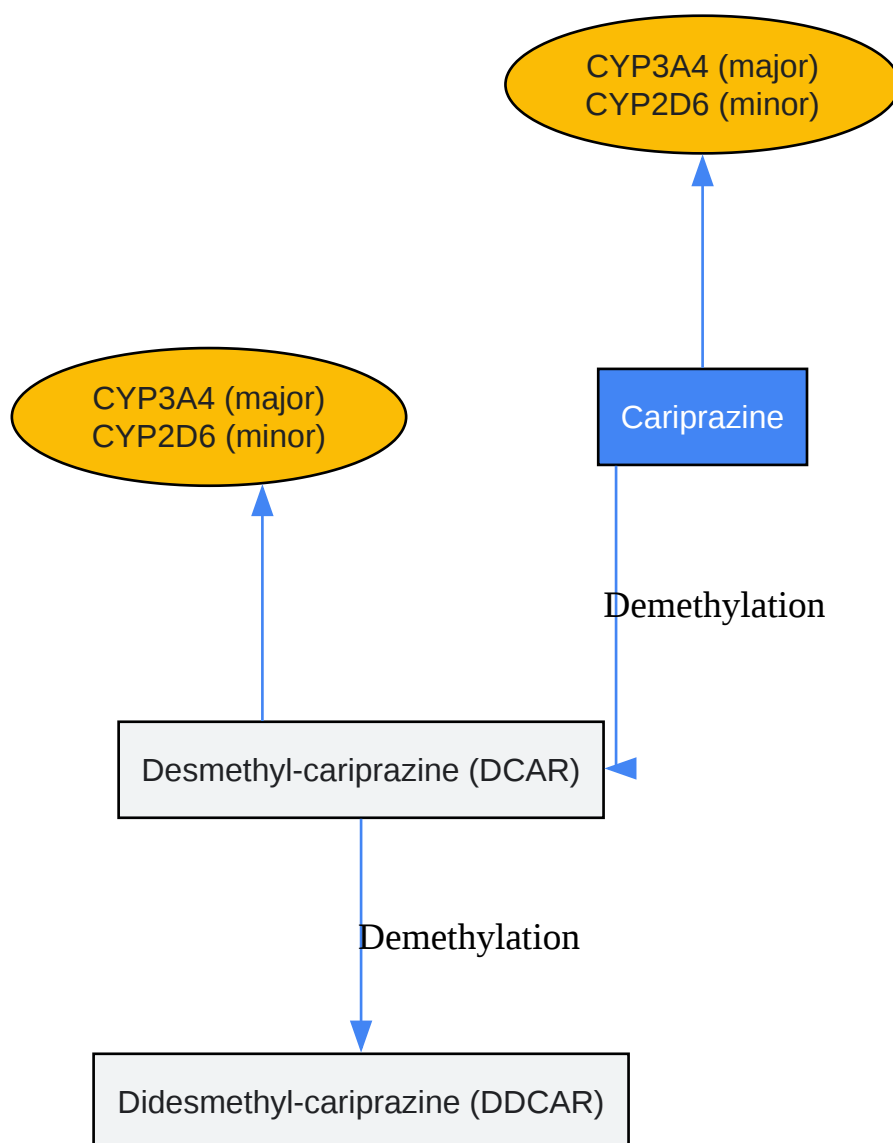 CYP3A4 (major)
CYP2D6 (minor)
CYP3A4 (major)
CYP2D6 (minor)
Cariprazine
Demethylation
Desmethyl-cariprazine (DCAR)
Demethylation
Didesmethyl-cariprazine (DDCAR)